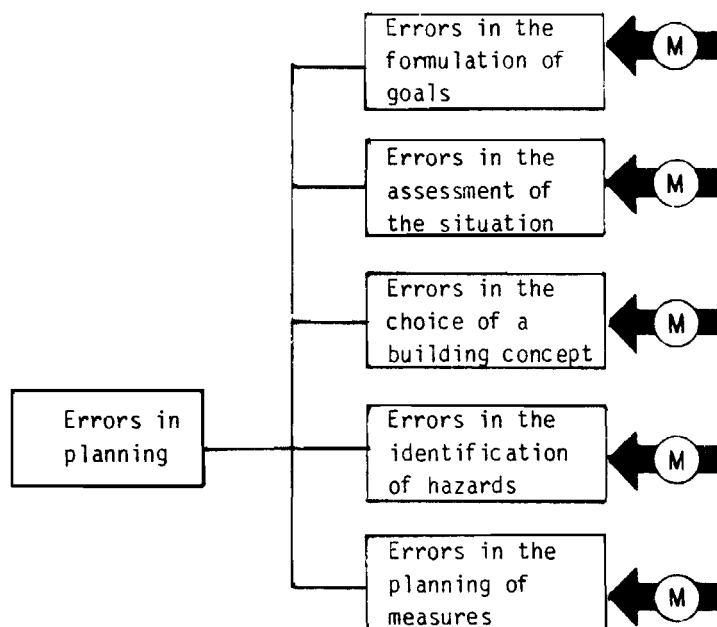 Errors in the
formulation of
goals
M
Errors in the
assessment of
the situation
M
Errors in the
choice of a
building concept
M
Errors in
planning
Errors in the
identification
of hazards
M
Errors in the
planning of
measures
M